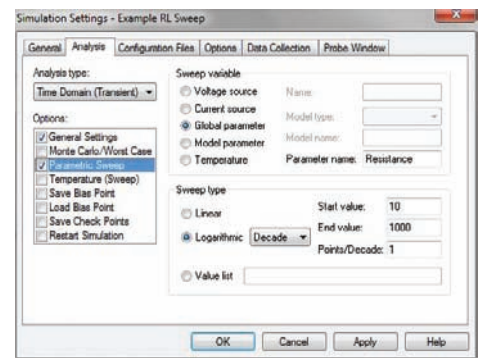 Simulation Settings - Example RL Sweep
General Analysis Configuration Files Options Data Collection Probe Window
Analysis type:
Time Domain (Transient)
Options:
General Settings
Monte Carlo/Worst Case
Parametric Sweep
Temperature (Sweep)
Save Bias Point
Load Bias Point
Save Check Points
Restart Simulation
Sweep variable
Voltage source
Current source
Global parameter
Model parameter
Temperature
Name:
Model type:
Model name:
Parameter name: Resistance
Sweep type
Linear
Logarithmic Decade
Value list
Start value: 10
End value: 1000
Points/Decade: 1
OK Cancel Apply Help